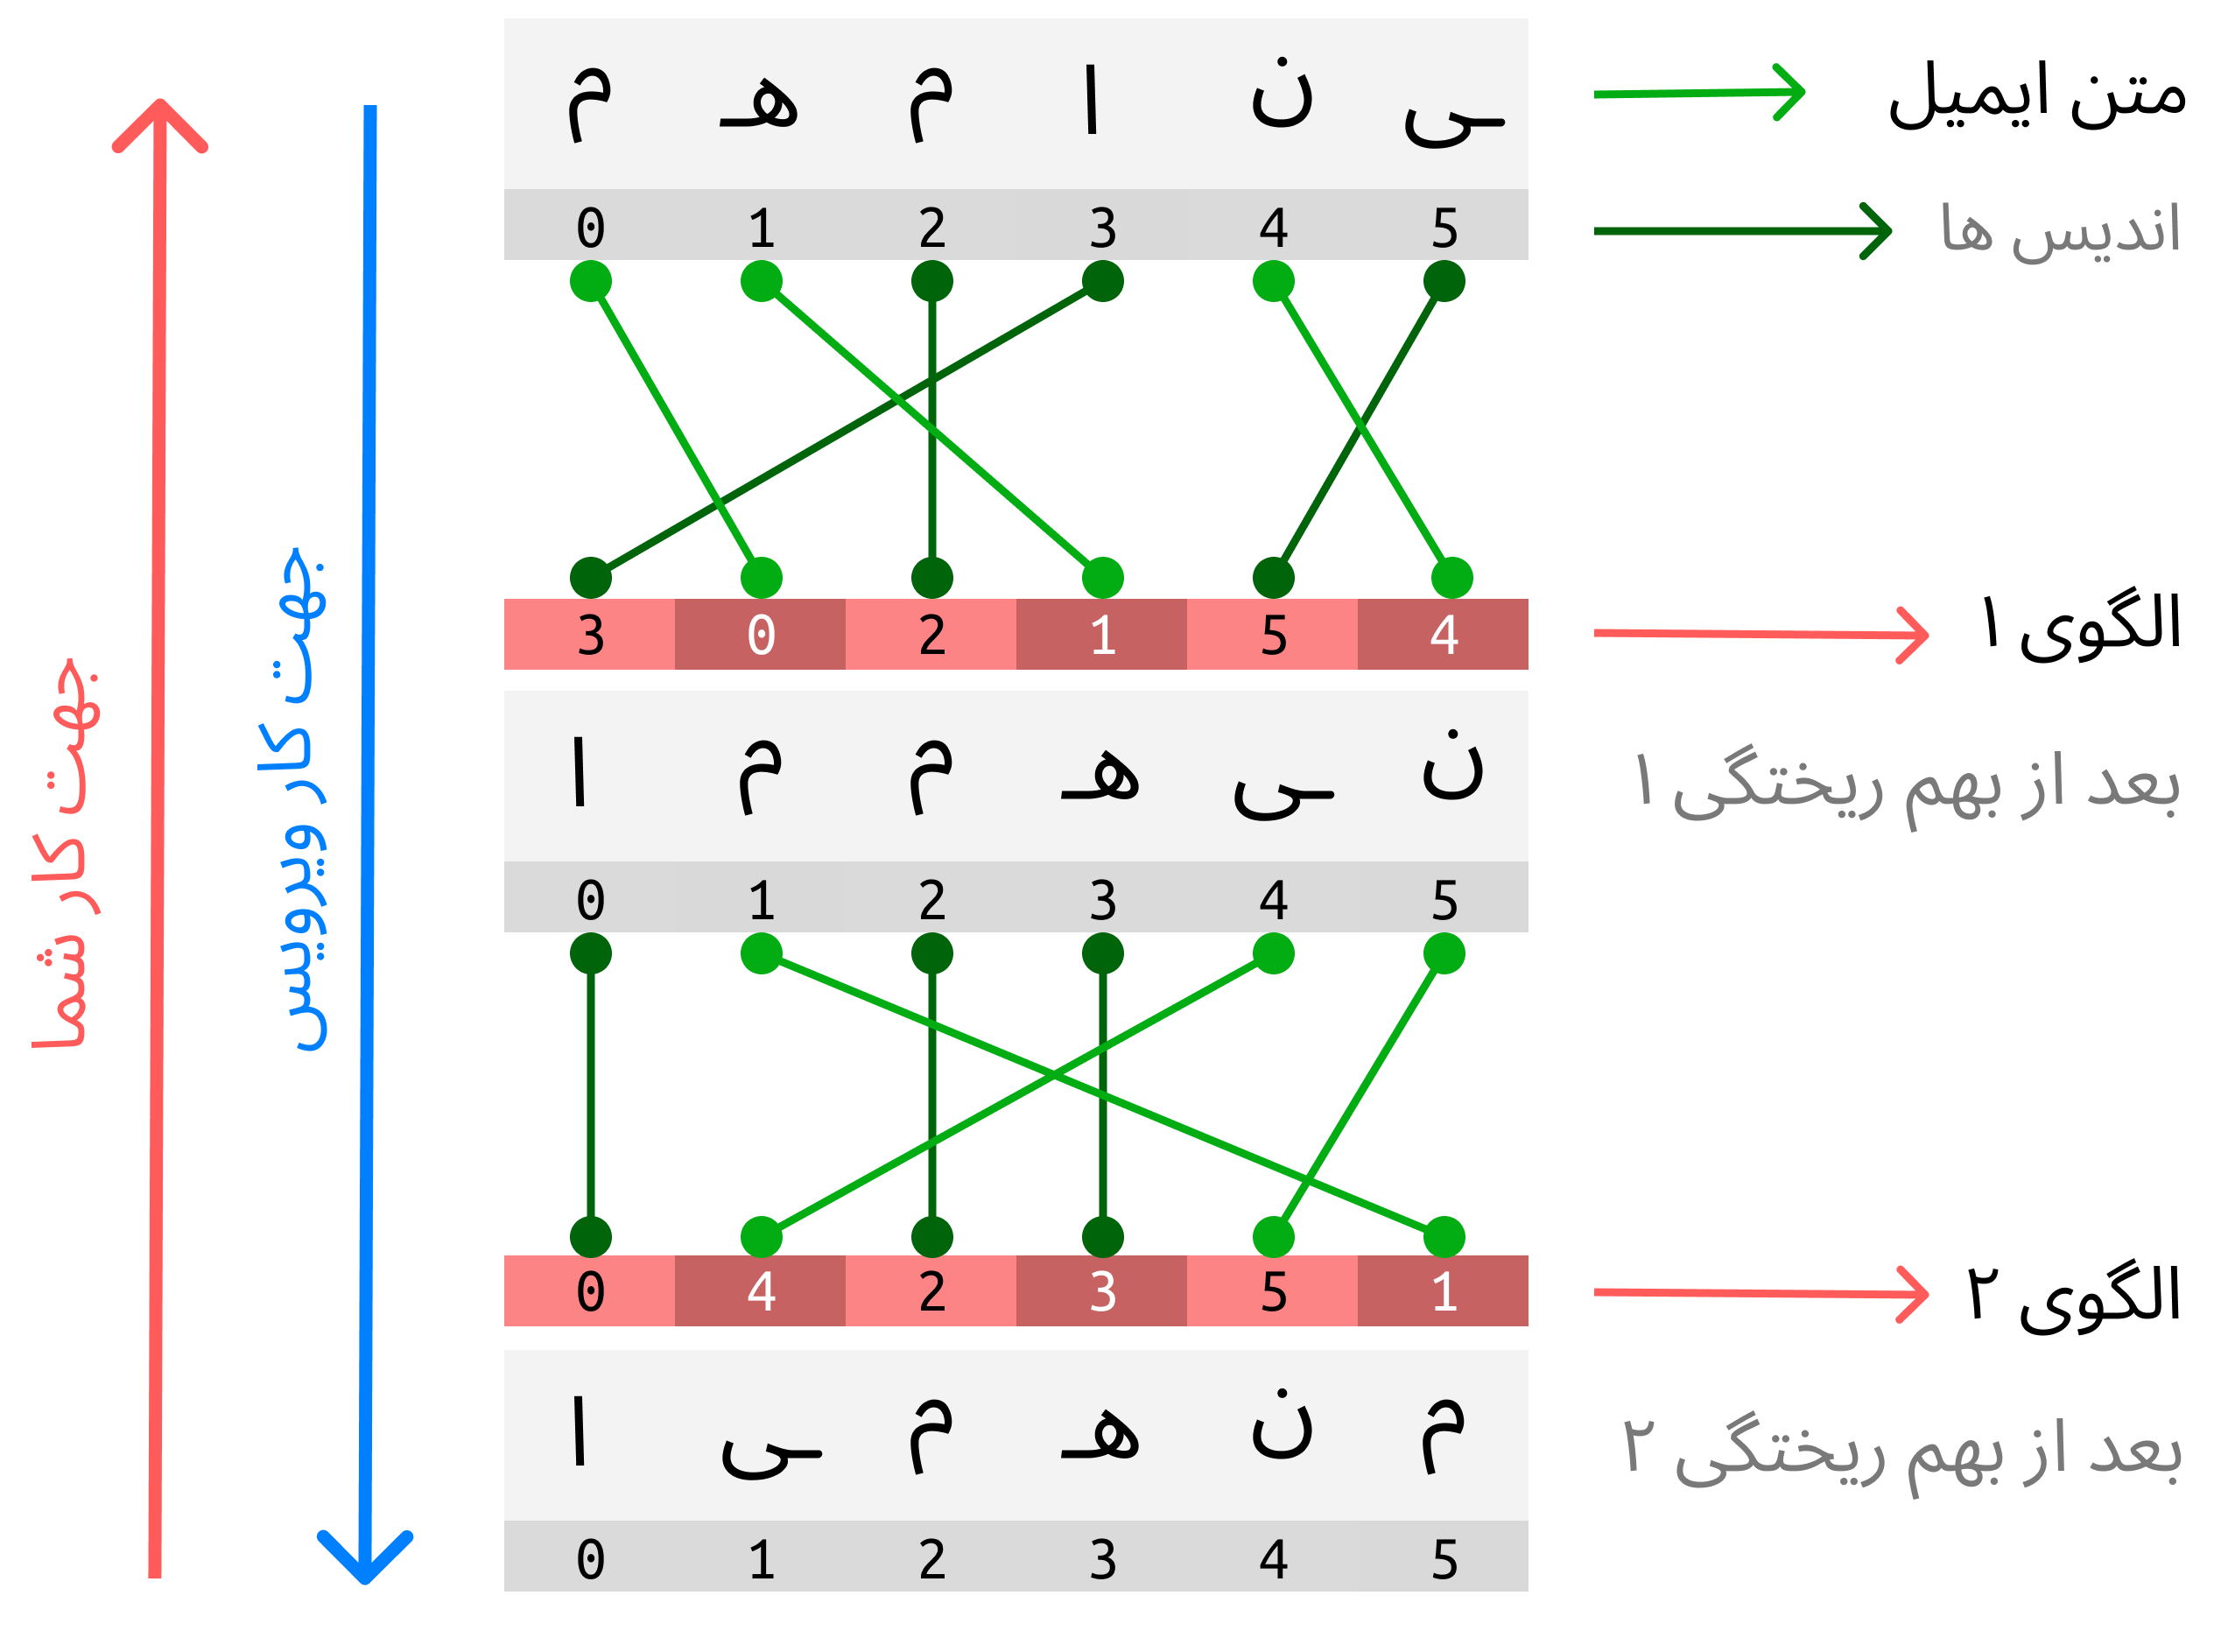 م هـ م ا ن ـی
متن ایمیل
0 1 2 3 4 5
اندیس ها
3 0 2 1 5 4
الگوی ۱
ا م م هـ ـی ن
بعد از بهم ریختگی ۱
0 1 2 3 4 5
0 4 2 3 5 1
الگوی ۲
ا ـی م هـ ن م
بعد از بهم ریختگی ۲
0 1 2 3 4 5
جهت کار ویروس
جهت کار شما